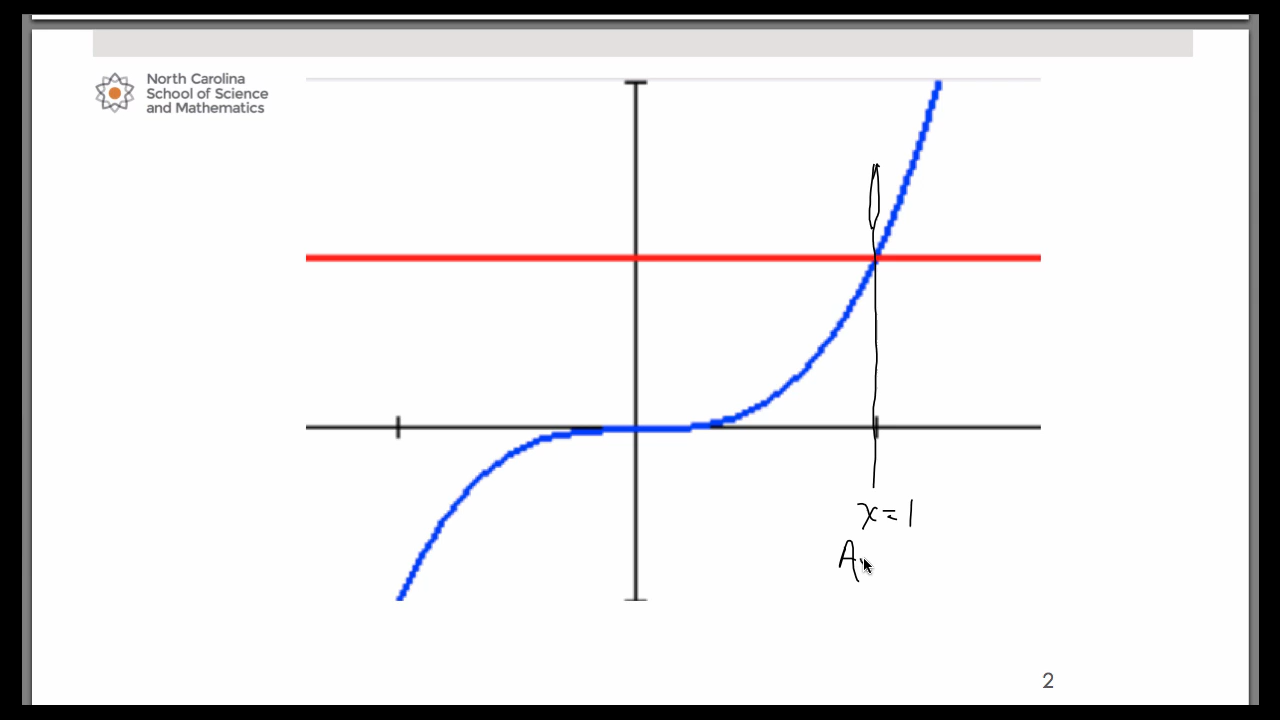 North Carolina
School of Science
and Mathematics
x = 1
A
2